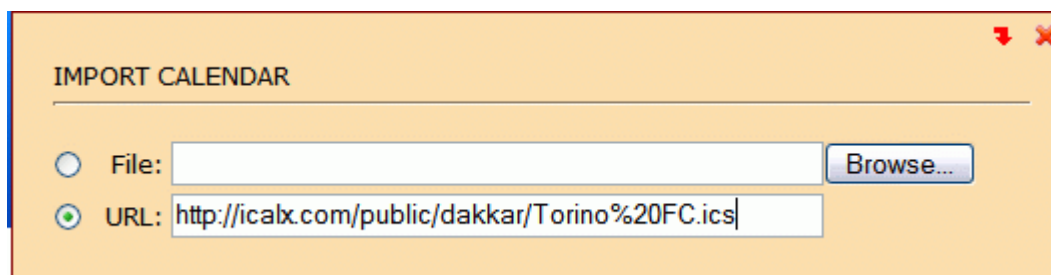 IMPORT CALENDAR
File: Browse...
URL: http://icalx.com/public/dakkar/Torino%20FC.ics